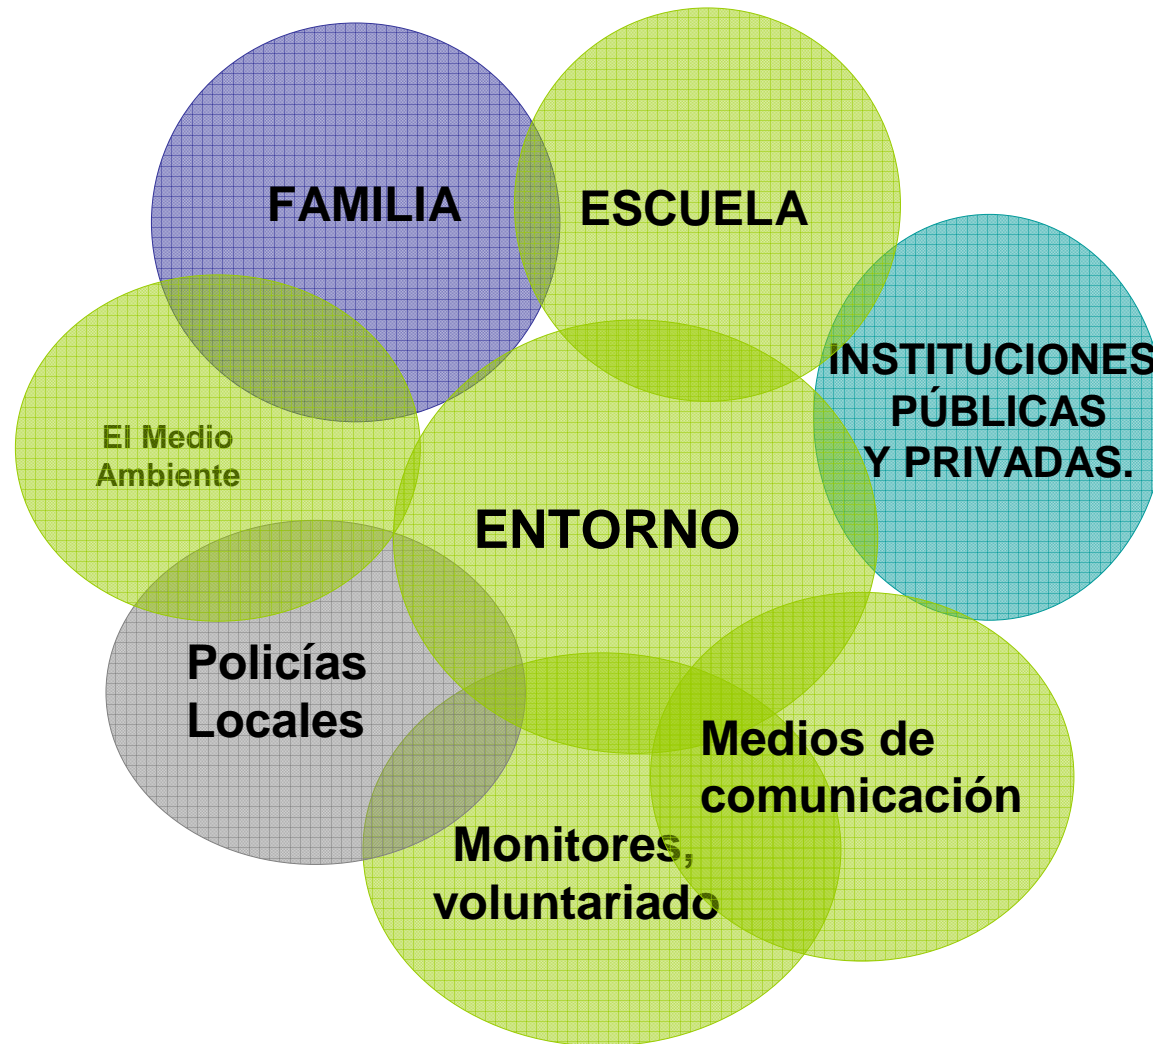 FAMILIA
ESCUELA
INSTITUCIONES
PÚBLICAS
Y PRIVADAS.
El Medio
Ambiente
ENTORNO
Policías
Locales
Medios de
comunicación
Monitores,
voluntariado